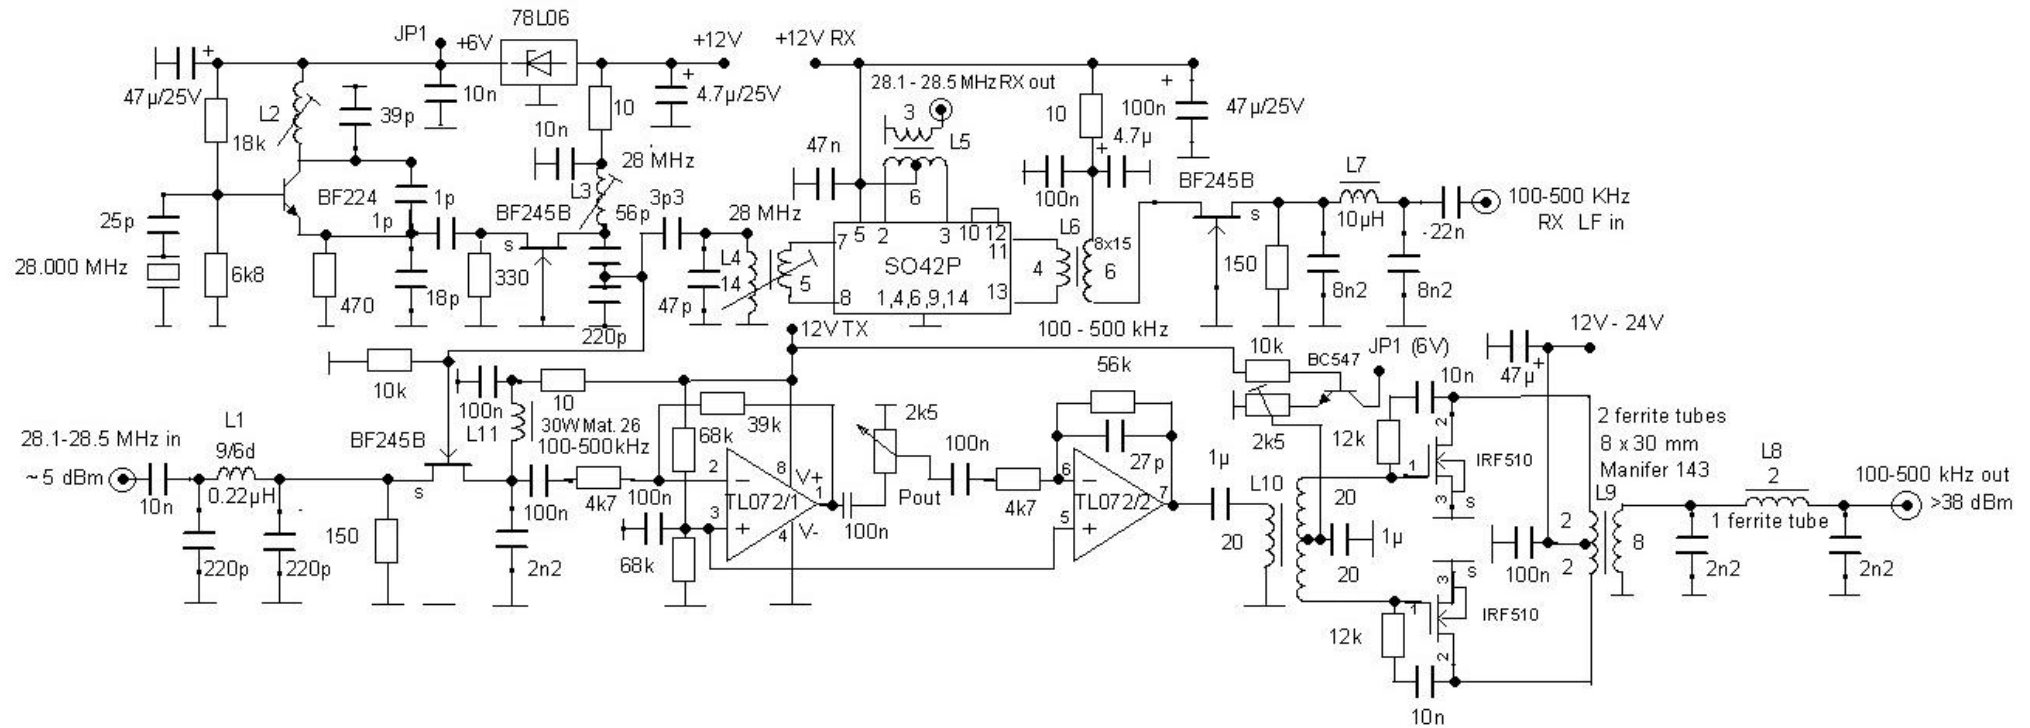 78L06
JP1
+6V
+12V
+12V RX
47µ/25V
+
L2
39p
10n
10
+
4.7µ/25V
28.1 - 28.5 MHz RX out
3
L5
10
100n
+
47µ/25V
18k
10n
28 MHz
47n
6
+
4.7µ
100n
L7
25p
BF224
1p
1p
L3
BF245B
56p
3p3
28 MHz
BF245B
10µH
100-500 KHz
RX LF in
-22n
s
s
5
2
3
10
12
7
11
L6
8x15
28.000 MHz
6k8
470
18p
330
L4
14
5
SO42P
4
6
150
8n2
8n2
47p
8
1,4,6,9,14
13
220p
12V TX
100 - 500 kHz
12V - 24V
10k
56k
10k
BC547
JP1 (6V)
47µ
+
10n
100n
10
39k
2k5
2k5
12k
2 ferrite tubes
8 x 30 mm
Manifer 143
L11
30W Mat. 26
100-500kHz
68k
100n
27p
28.1-28.5 MHz in
L1
9/6d
BF245B
1µ
L10
2
IRF510
1
3
s
L8
2
100-500 kHz out
~5 dBm
0.22µH
s
10n
100n
4k7
100n
2
8
V+
TL072/1
1
3
+
4
V-
100n
Pout
4k7
6
TL072/2
7
5
+
20
20
20
1µ
L9
2
2
8
1 ferrite tube
>38 dBm
150
220p
220p
2n2
68k
100n
2n2
2n2
3
s
1
2
IRF510
12k
10n